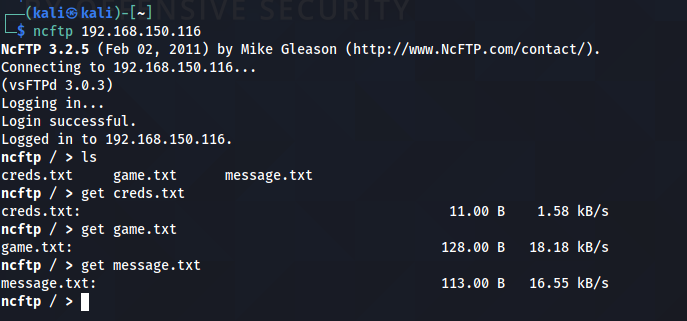 OFFENSIVE SECURITY
┌──(kali㉿kali)-[~]
└─$ ncftp 192.168.150.116
NcFTP 3.2.5 (Feb 02, 2011) by Mike Gleason (http://www.NcFTP.com/contact/).
Connecting to 192.168.150.116...
(vsFTPd 3.0.3)
Logging in...
Login successful.
Logged in to 192.168.150.116.
ncftp / > ls
creds.txt     game.txt      message.txt
ncftp / > get creds.txt
creds.txt:                                              11.00 B    1.58 kB/s
ncftp / > get game.txt
game.txt:                                              128.00 B   18.18 kB/s
ncftp / > get message.txt
message.txt:                                           113.00 B   16.55 kB/s
ncftp / >